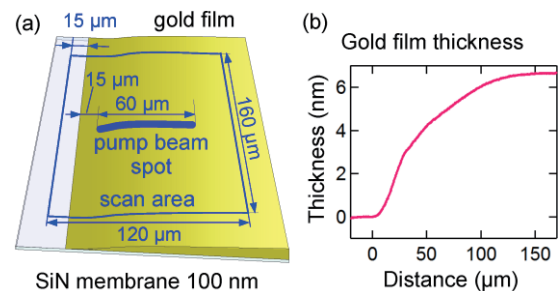 (a)
gold film
15 µm
15 µm
60 µm
pump beam
spot
160 µm
scan area
120 µm
SiN membrane 100 nm
(b)
Gold film thickness
Thickness (nm)
6
4
2
0
0
50
100
150
Distance (µm)